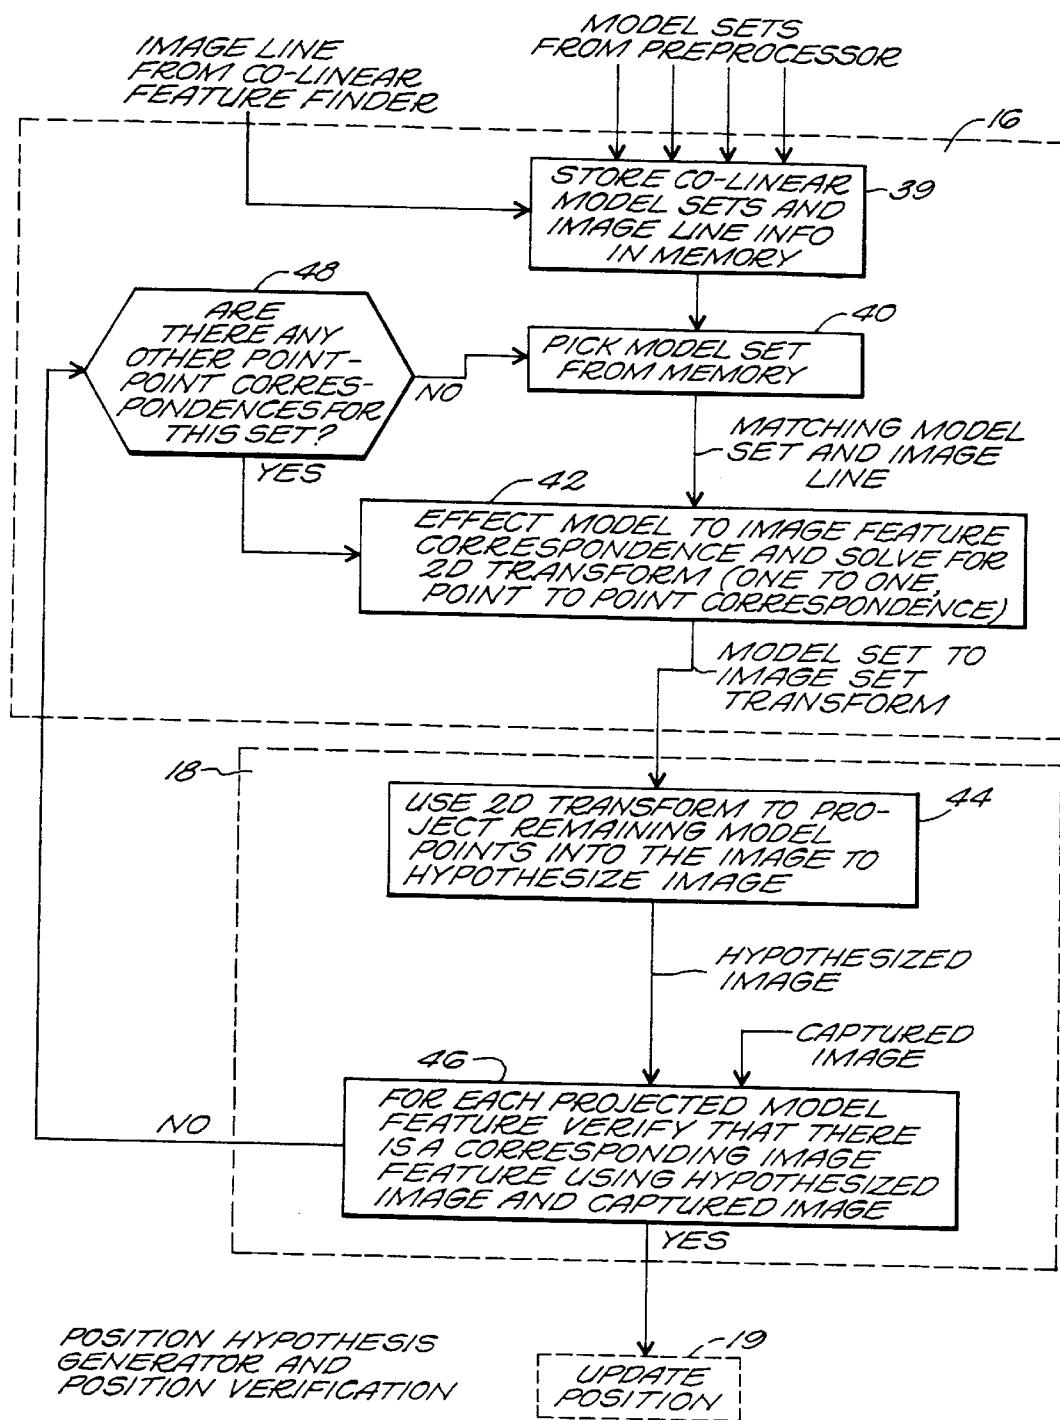 IMAGE LINE
FROM CO-LINEAR
FEATURE FINDER
MODEL SETS
FROM PREPROCESSOR
16
STORE CO-LINEAR
MODEL SETS AND
IMAGE LINE INFO
IN MEMORY
39
48
ARE
THERE ANY
OTHER POINT-
POINT CORRES-
PONDENCES FOR
THIS SET?
NO
YES
40
PICK MODEL SET
FROM MEMORY
MATCHING MODEL
SET AND IMAGE
LINE
42
EFFECT MODEL TO IMAGE FEATURE
CORRESPONDENCE AND SOLVE FOR
2D TRANSFORM (ONE TO ONE,
POINT TO POINT CORRESPONDENCE)
MODEL SET TO
IMAGE SET
TRANSFORM
18
USE 2D TRANSFORM TO PRO-
JECT REMAINING MODEL
POINTS INTO THE IMAGE TO
HYPOTHESIZE IMAGE
44
HYPOTHESIZED
IMAGE
CAPTURED
IMAGE
46
FOR EACH PROJECTED MODEL
FEATURE VERIFY THAT THERE
IS A CORRESPONDING IMAGE
FEATURE USING HYPOTHESIZED
IMAGE AND CAPTURED IMAGE
NO
YES
19
UPDATE
POSITION
POSITION HYPOTHESIS
GENERATOR AND
POSITION VERIFICATION